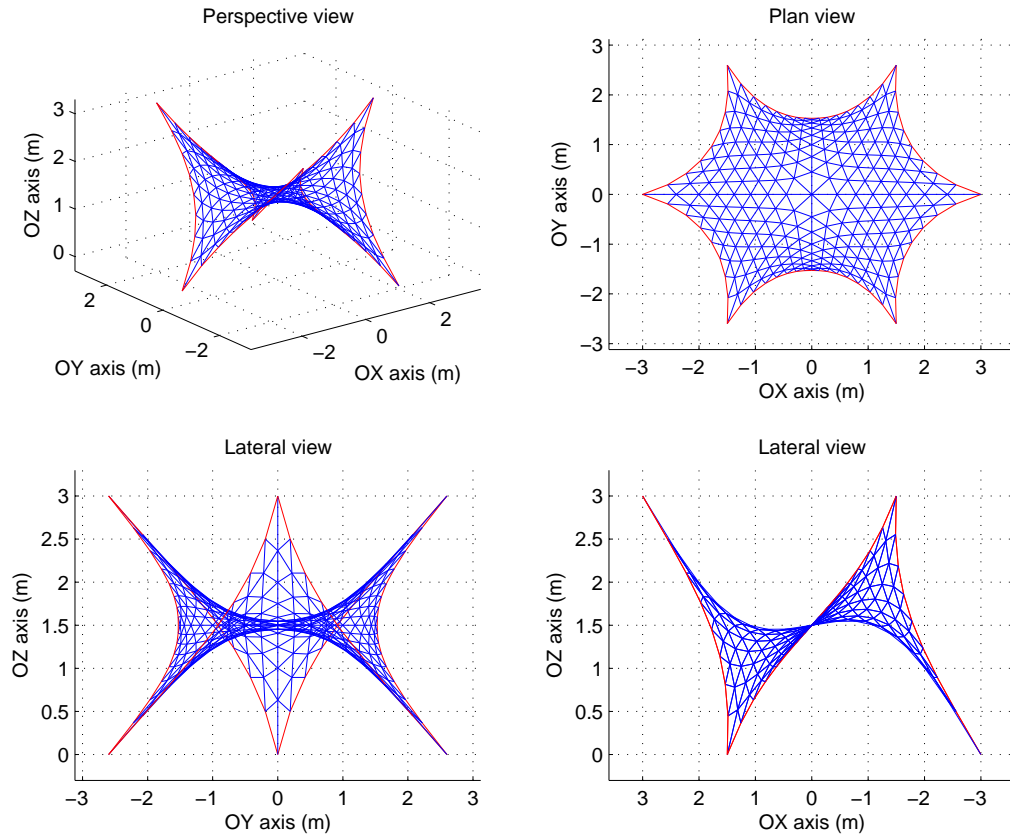 Perspective view
3
2
1
0
OZ axis (m)
2
0
−2
OY axis (m)
−2
0
2
OX axis (m)
Plan view
3
2
1
0
−1
−2
−3
OY axis (m)
−3 −2 −1 0 1 2 3
OX axis (m)
Lateral view
3
2.5
2
1.5
1
0.5
0
OZ axis (m)
−3 −2 −1 0 1 2 3
OY axis (m)
Lateral view
3
2.5
2
1.5
1
0.5
0
OZ axis (m)
3 2 1 0 −1 −2 −3
OX axis (m)